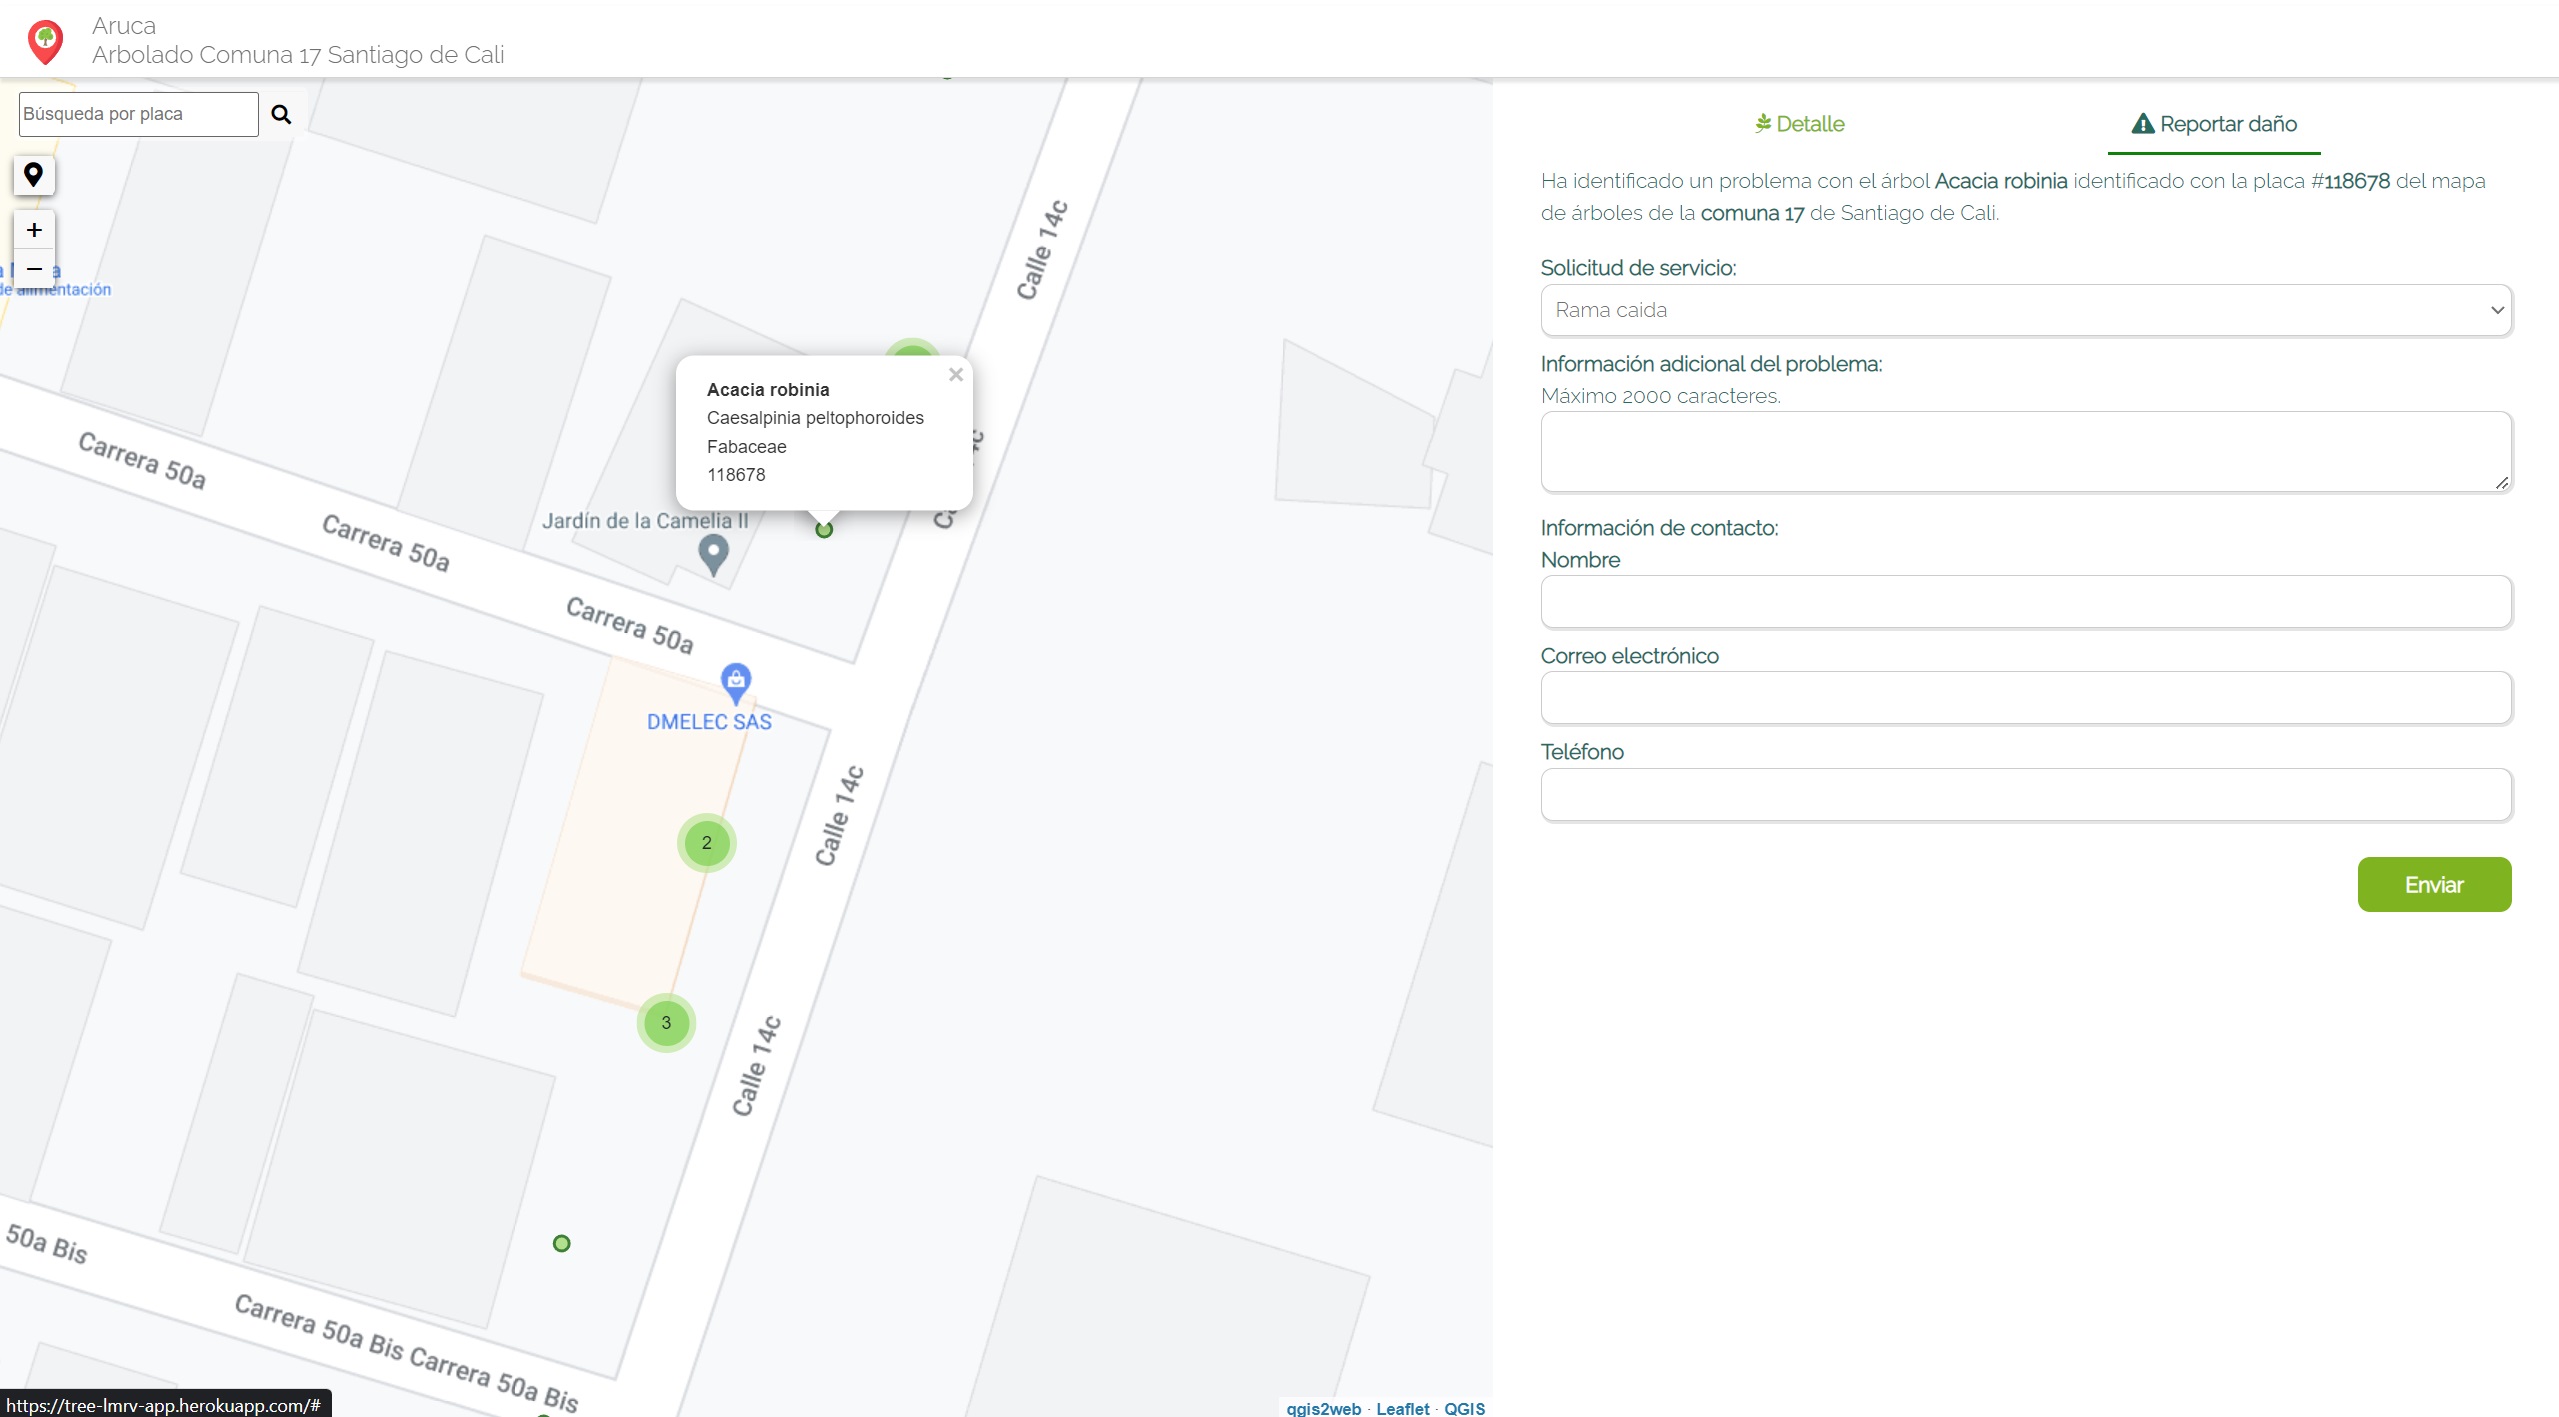 Aruca
Arbolado Comuna 17 Santiago de Cali
Búsqueda por placa
+
−
de alimentación
Calle 14c
Acacia robinia
Caesalpinia peltophoroides
Fabaceae
118678
×
Carrera 50a
Carrera 50a
Jardín de la Camelia II
Carrera 50a
DMELEC SAS
Calle 14c
2
3
Calle 14c
50a Bis
Carrera 50a Bis Carrera 50a Bis
https://tree-lmrv-app.herokuapp.com/#
qgis2web · Leaflet · QGIS
Detalle
Reportar daño
Ha identificado un problema con el árbol Acacia robinia identificado con la placa #118678 del mapa
de árboles de la comuna 17 de Santiago de Cali.
Solicitud de servicio:
Rama caida
Información adicional del problema:
Máximo 2000 caracteres.
Información de contacto:
Nombre
Correo electrónico
Teléfono
Enviar